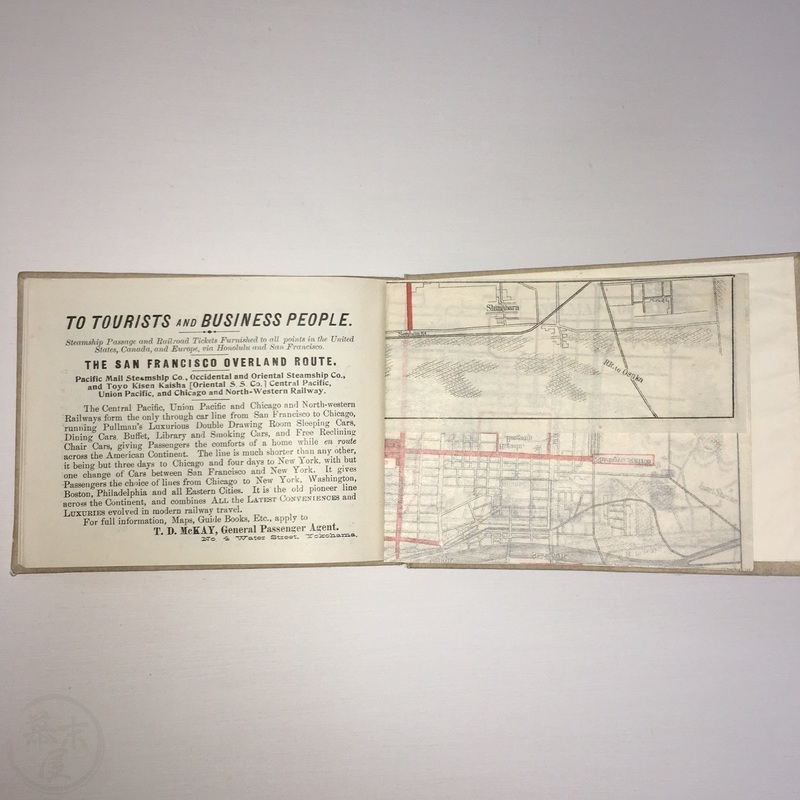 TO TOURISTS AND BUSINESS PEOPLE.
Steamship Passage and Railroad Tickets Furnished to all points in the United
States, Canada, and Europe, via Honolulu and San Francisco.
THE SAN FRANCISCO OVERLAND ROUTE.
Pacific Mail Steamship Co., Occidental and Oriental Steamship Co.,
and Toyo Kisen Kaisha [Oriental S. S. Co.] Central Pacific,
Union Pacific, and Chicago and North-Western Railway.
The Central Pacific, Union Pacific and Chicago and North-western
Railways form the only through car line from San Francisco to Chicago,
running Pullman's Luxurious Double Drawing Room Sleeping Cars,
Dining Cars. Buffet, Library and Smoking Cars, and Free Reclining
Chair Cars, giving Passengers the comforts of a home while en route
across the American Continent. The line is much shorter than any other,
it being but three days to Chicago and four days to New York, with but
one change of Cars between San Francisco and New York. It gives
Passengers the choice of lines from Chicago to New York, Washington,
Boston, Philadelphia and all Eastern Cities. It is the old pioneer line
across the Continent, and combines ALL the LATEST CONVENIENCES and
LUXURIES evolved in modern railway travel.
For full information, Maps, Guide Books, Etc., apply to
T. D. McKAY, General Passenger Agent.
No. 4 Water Street, Yokohama.
幕末屋